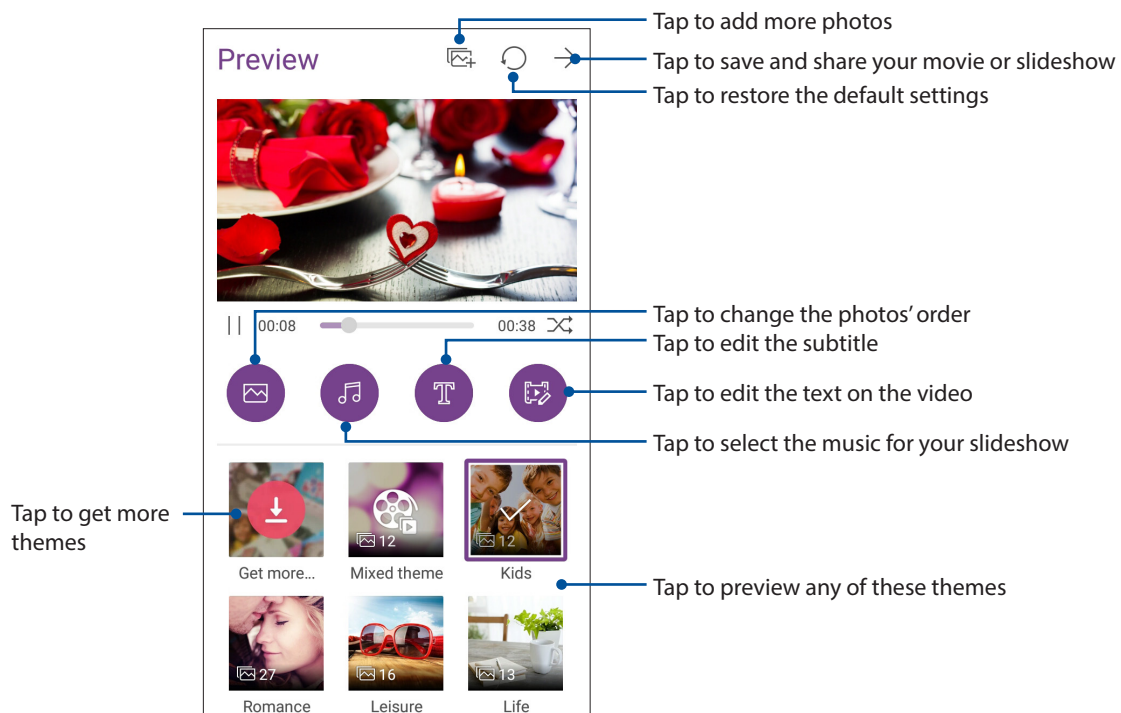 Tap to add more photos
Preview
Tap to save and share your movie or slideshow
Tap to restore the default settings
00:08
00:38
Tap to change the photos’ order
Tap to edit the subtitle
T
Tap to edit the text on the video
Tap to select the music for your slideshow
Tap to get more
themes
12
12
Get more...
Mixed theme
Kids
Tap to preview any of these themes
27
16
13
Romance
Leisure
Life